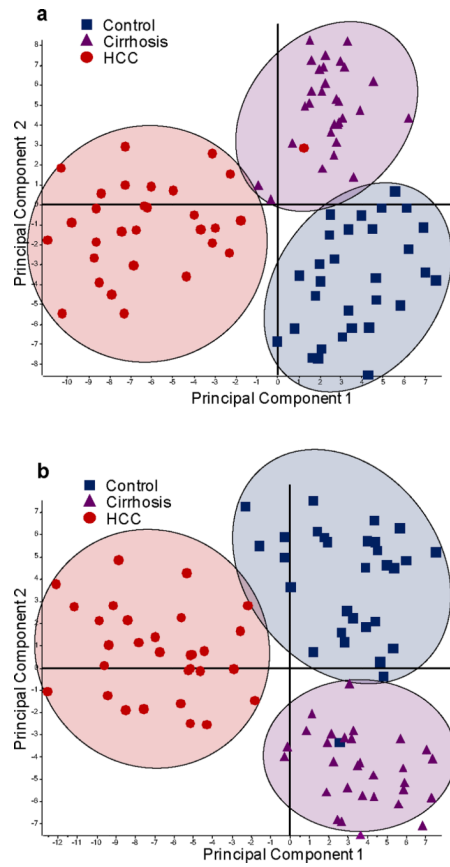 a
Control
Cirrhosis
HCC
Principal Component 2
8
7
6
5
4
3
2
1
0
-1
-2
-3
-4
-5
-6
-7
-8
-10 -9 -8 -7 -6 -5 -4 -3 -2 -1 0 1 2 3 4 5 6 7
Principal Component 1
b
Control
Cirrhosis
HCC
Principal Component 2
7
6
5
4
3
2
1
0
-1
-2
-3
-4
-5
-6
-7
-12 -11 -10 -9 -8 -7 -6 -5 -4 -3 -2 -1 0 1 2 3 4 5 6 7
Principal Component 1